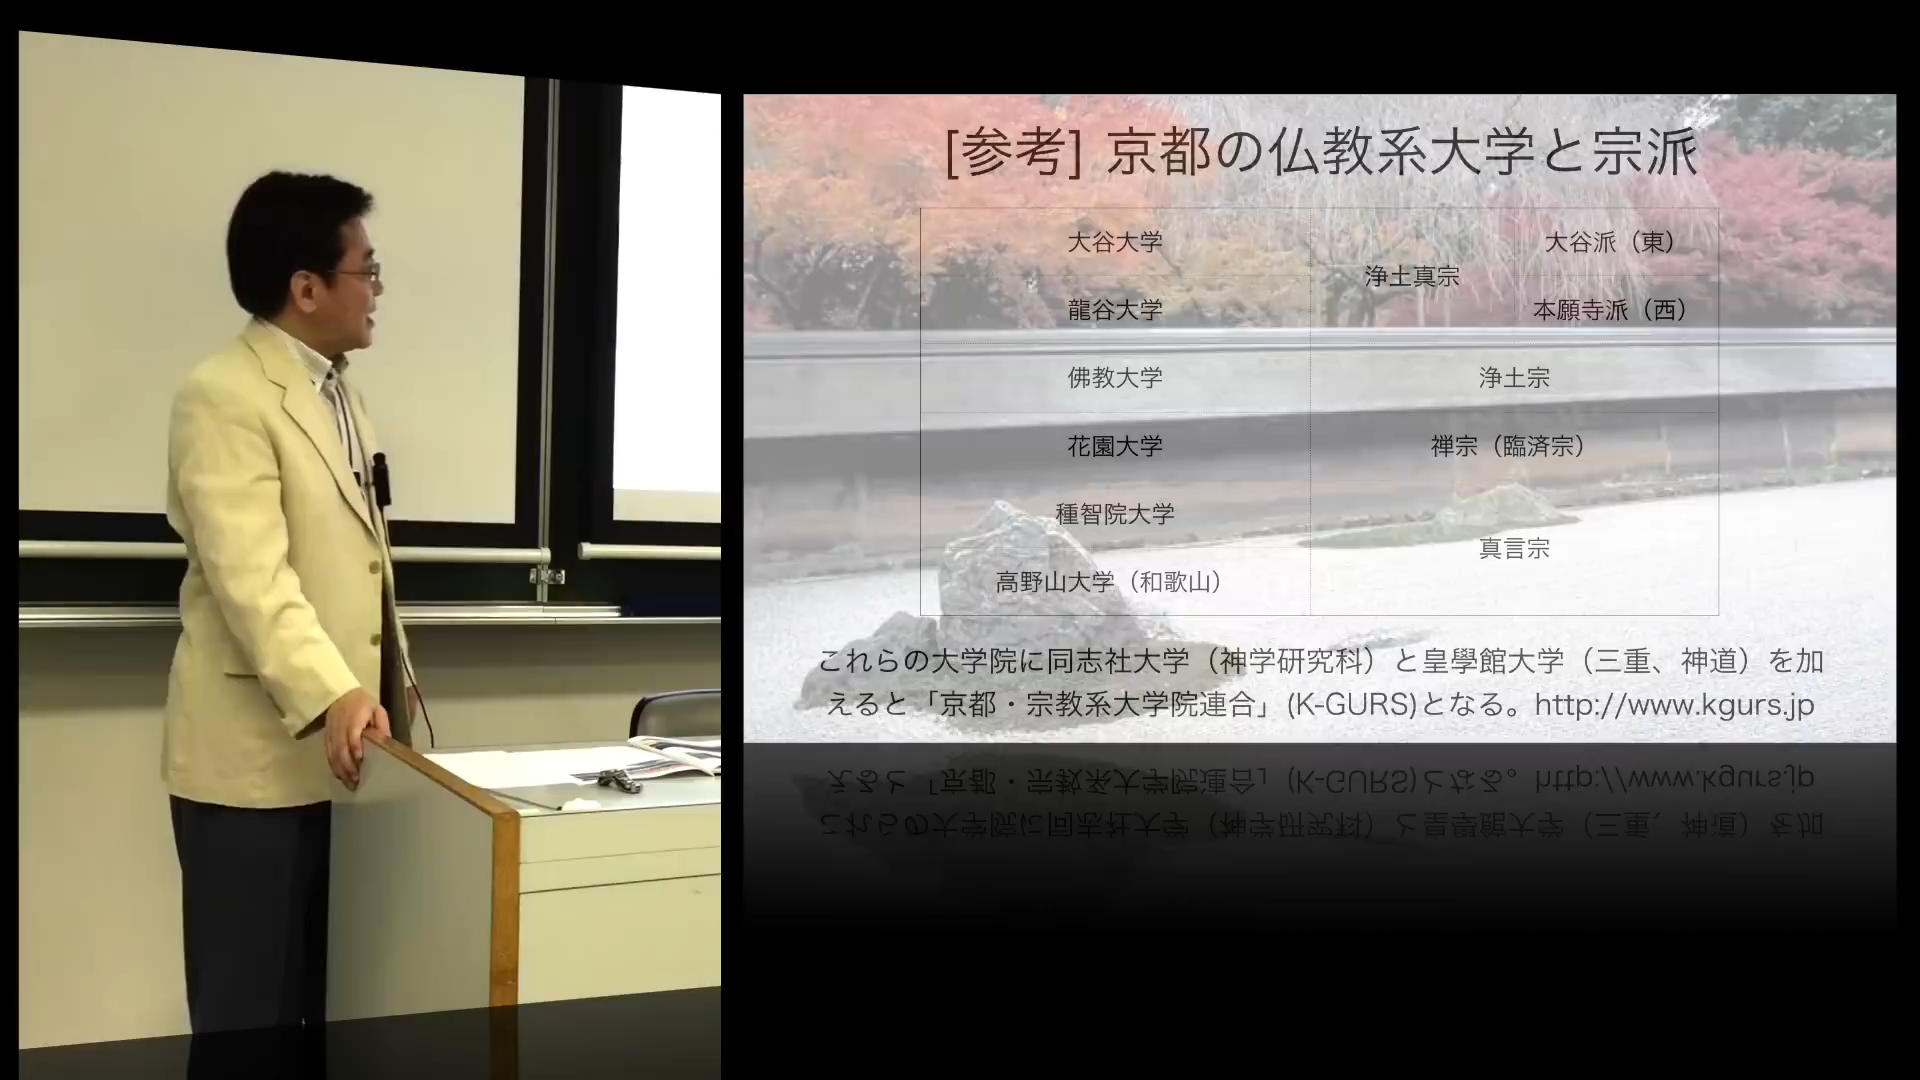 [参考] 京都の仏教系大学と宗派
大谷大学
浄土真宗
大谷派（東）
龍谷大学
本願寺派（西）
佛教大学
浄土宗
花園大学
禅宗（臨済宗）
種智院大学
真言宗
高野山大学（和歌山）
これらの大学院に同志社大学（神学研究科）と皇學館大学（三重、神道）を加
えると「京都・宗教系大学院連合」(K-GURS)となる。http://www.kgurs.jp